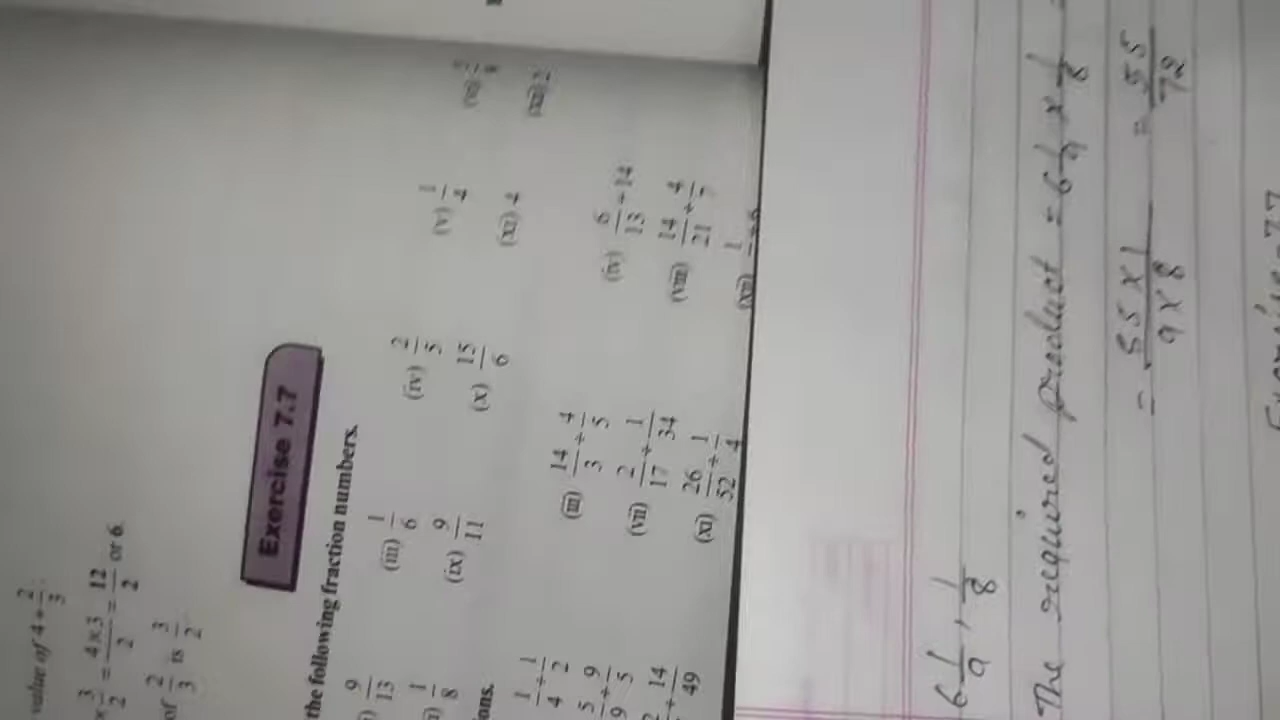 value of 4 ÷ 2/3.
× 3/2 = 4×3/2 = 12/2 or 6.
of 2/3 is 3/2
Exercise 7.7
the following fraction numbers.
9/13 (iii) 1/6 (iv) 2/5 (v) 1/4
1/8 (ix) 9/11 (x) 15/6 (xi) 4 (xii) 2
ons.
1/4 ÷ 1/2 (iii) 14/3 ÷ 4/5 (iv) 6/13 ÷ 14
5/9 ÷ 9/5 (vii) 2/17 ÷ 1/34 (viii) 14/21 ÷ 4/7
÷ 14/49 (xi) 26/52 ÷ 1/4 (xii)
6 1/9, 1/8
The required product = 6 1/9 × 1/8
= 55×1/9×8 = 55/72